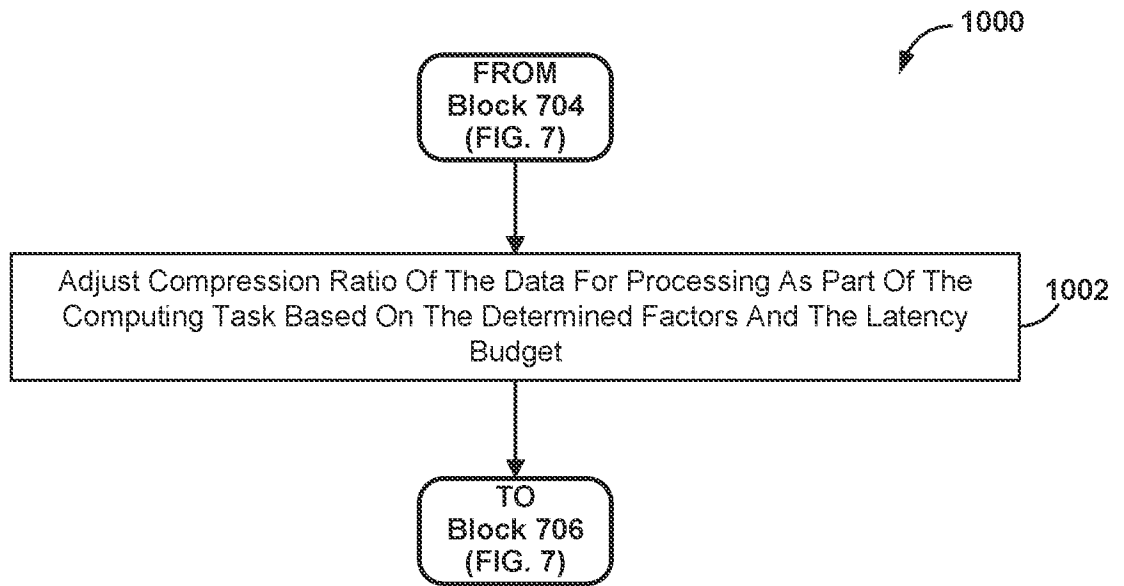 1000
FROM
Block 704
(FIG. 7)
Adjust Compression Ratio Of The Data For Processing As Part Of The
Computing Task Based On The Determined Factors And The Latency
Budget
1002
TO
Block 706
(FIG. 7)